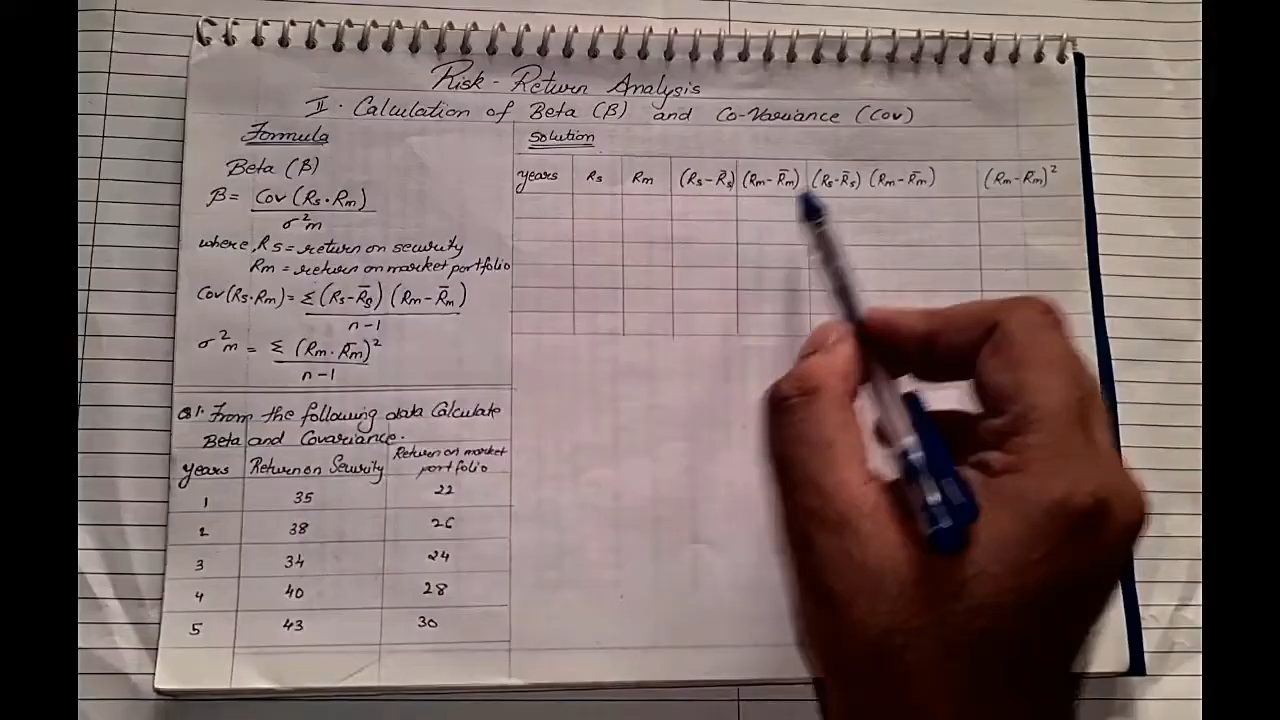 Risk-Return Analysis
II. Calculation of Beta (β) and Co-Variance (Cov)
Formula
Beta (β)
β = Cov (Rs·Rm)
σ²m
where, Rs = return on security
Rm = return on market portfolio
Cov(Rs·Rm) = Σ (Rs-R̄s) (Rm-R̄m)
n-1
σ²m = Σ (Rm·R̄m)²
n-1
Q1. From the following data Calculate
Beta and Covariance.
years Return on Security Return on market portfolio
1 35 22
2 38 26
3 34 24
4 40 28
5 43 30
Solution
years Rs Rm (Rs-R̄s) (Rm-R̄m) (Rs-R̄s) (Rm-R̄m) (Rm-R̄m)²